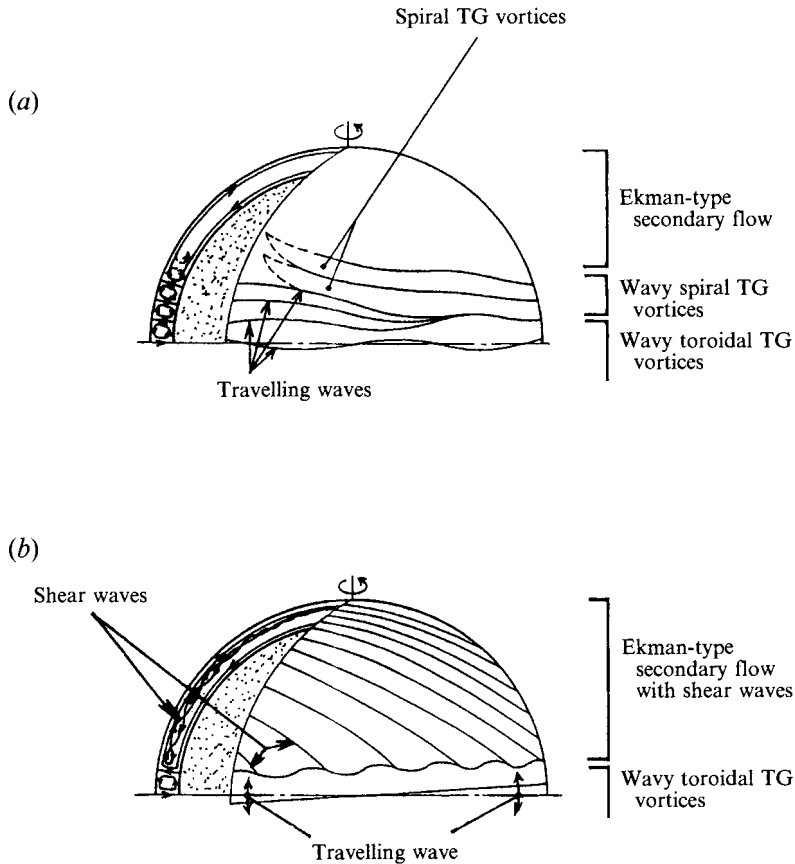 Spiral TG vortices
(a)
Ekman-type
secondary flow
Wavy spiral TG
vortices
Wavy toroidal TG
vortices
Travelling waves
(b)
Shear waves
Ekman-type
secondary flow
with shear waves
Wavy toroidal TG
vortices
Travelling wave